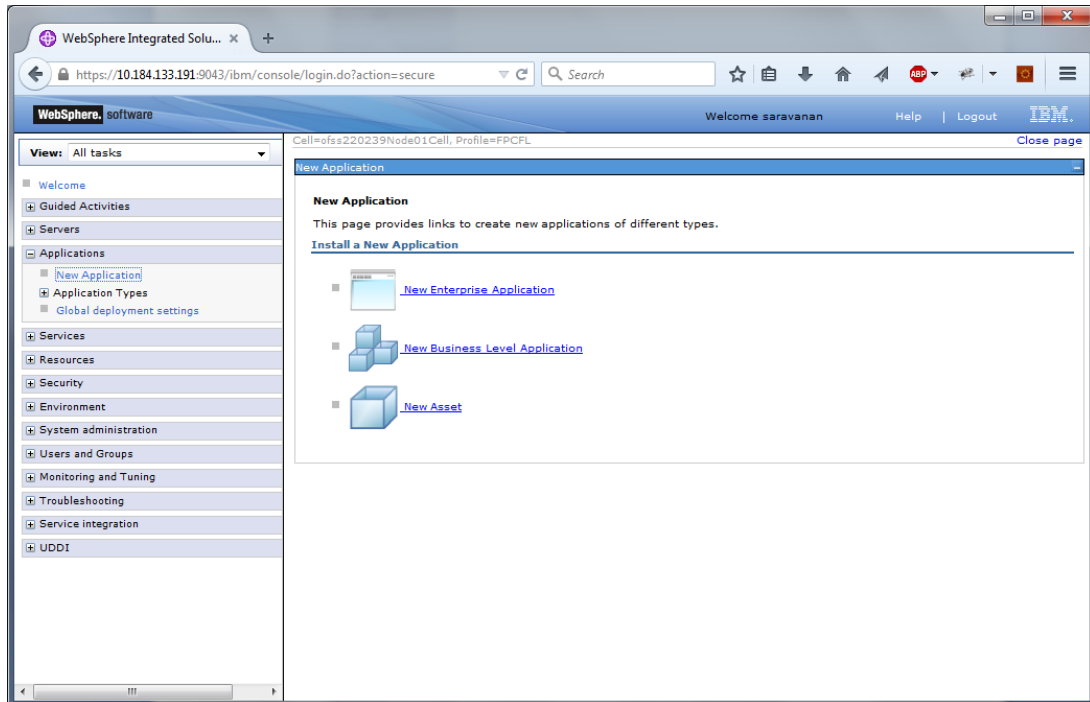 WebSphere Integrated Solu... ×
https://10.184.133.191:9043/ibm/console/login.do?action=secure
Search
ABP
WebSphere. software
Welcome saravanan
Help | Logout
IBM.
View: All tasks
Cell=ofss220239Node01Cell, Profile=FPCFL
Close page
Welcome
Guided Activities
Servers
Applications
New Application
Application Types
Global deployment settings
Services
Resources
Security
Environment
System administration
Users and Groups
Monitoring and Tuning
Troubleshooting
Service integration
UDDI
New Application
New Application
This page provides links to create new applications of different types.
Install a New Application
New Enterprise Application
New Business Level Application
New Asset